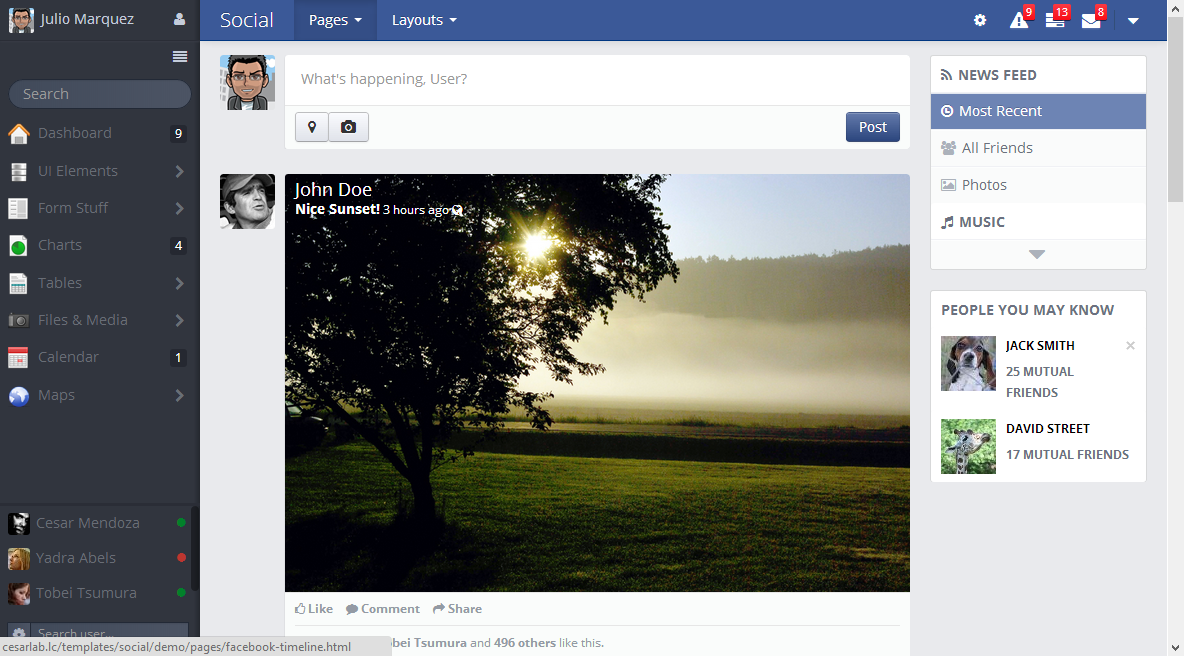 Julio Marquez
Search
Dashboard 9
UI Elements
Form Stuff
Charts 4
Tables
Files & Media
Calendar 1
Maps
Cesar Mendoza
Yadra Abels
Tobei Tsumura
Search user...
cesarlab.lc/templates/social/demo/pages/facebook-timeline.html
Social Pages Layouts 9 13 8
What's happening, User?
Post
John Doe
Nice Sunset! 3 hours ago
Like Comment Share
Tsumura and 496 others like this.
NEWS FEED
Most Recent
All Friends
Photos
MUSIC
PEOPLE YOU MAY KNOW
JACK SMITH
25 MUTUAL
FRIENDS
DAVID STREET
17 MUTUAL FRIENDS